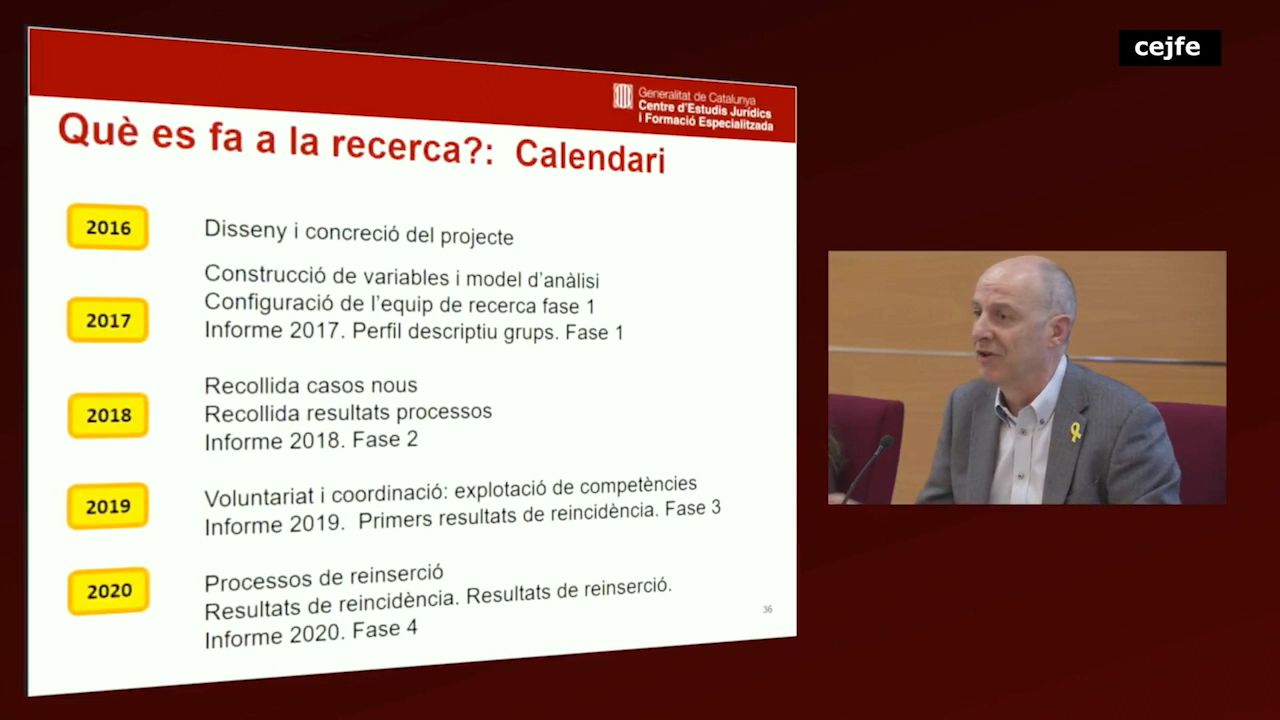 cejfe
Generalitat de Catalunya
Centre d'Estudis Jurídics
i Formació Especialitzada
Què es fa a la recerca?: Calendari
2016
Disseny i concreció del projecte
2017
Construcció de variables i model d'anàlisi
Configuració de l'equip de recerca fase 1
Informe 2017. Perfil descriptiu grups. Fase 1
2018
Recollida casos nous
Recollida resultats processos
Informe 2018. Fase 2
2019
Voluntariat i coordinació: explotació de competències
Informe 2019. Primers resultats de reincidència. Fase 3
2020
Processos de reinserció
Resultats de reincidència. Resultats de reinserció.
Informe 2020. Fase 4
36